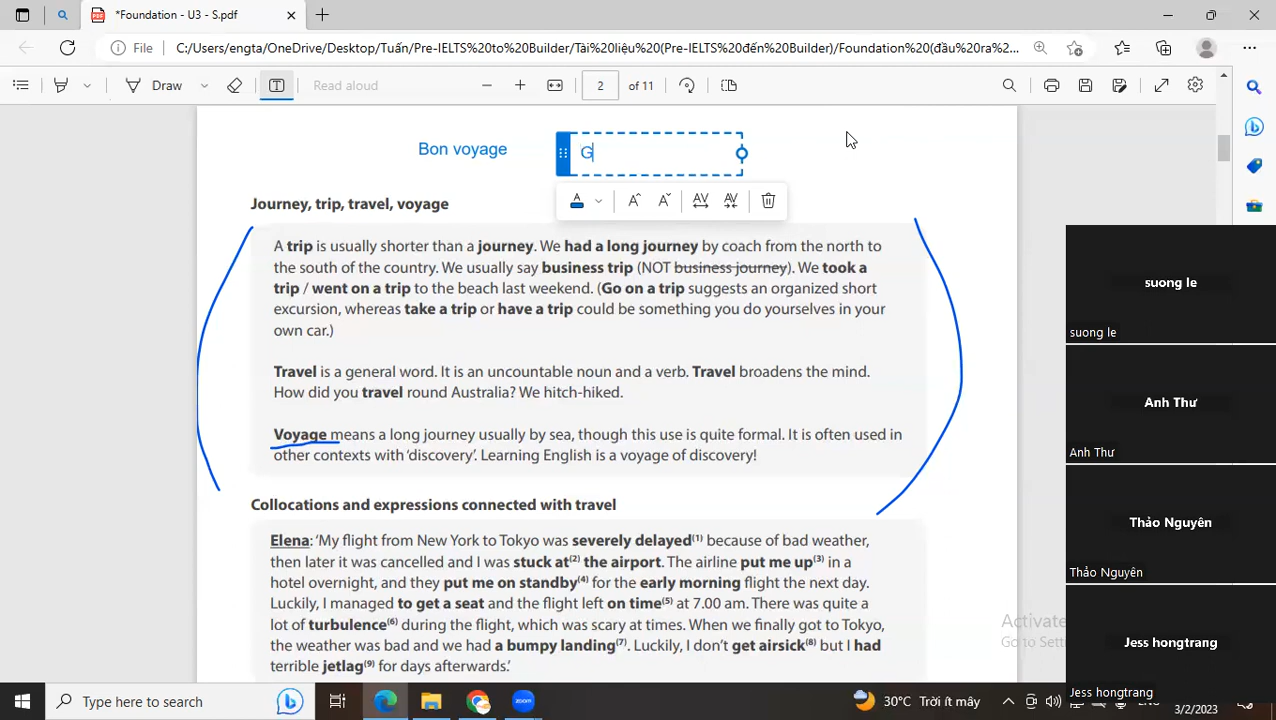 *Foundation - U3 - S.pdf
File
C:/Users/engta/OneDrive/Desktop/Tuấn/Pre-IELTS%20to%20Builder/Tài%20liệu%20(Pre-IELTS%20đến%20Builder)/Foundation%20(đầu%20ra%...
Draw
Read aloud
2
of 11
Bon voyage
G
Journey, trip, travel, voyage
A trip is usually shorter than a journey. We had a long journey by coach from the north to
the south of the country. We usually say business trip (NOT business journey). We took a
trip / went on a trip to the beach last weekend. (Go on a trip suggests an organized short
excursion, whereas take a trip or have a trip could be something you do yourselves in your
own car.)
Travel is a general word. It is an uncountable noun and a verb. Travel broadens the mind.
How did you travel round Australia? We hitch-hiked.
Voyage means a long journey usually by sea, though this use is quite formal. It is often used in
other contexts with ‘discovery’. Learning English is a voyage of discovery!
Collocations and expressions connected with travel
Elena: ‘My flight from New York to Tokyo was severely delayed(1) because of bad weather,
then later it was cancelled and I was stuck at(2) the airport. The airline put me up(3) in a
hotel overnight, and they put me on standby(4) for the early morning flight the next day.
Luckily, I managed to get a seat and the flight left on time(5) at 7.00 am. There was quite a
lot of turbulence(6) during the flight, which was scary at times. When we finally got to Tokyo,
the weather was bad and we had a bumpy landing(7). Luckily, I don’t get airsick(8) but I had
terrible jetlag(9) for days afterwards.’
Activate
Go to Setti
suong le
suong le
Anh Thư
Anh Thư
Thảo Nguyên
Thảo Nguyên
Jess hongtrang
Jess hongtrang
Type here to search
zoom
30°C Trời ít mây
3/2/2023